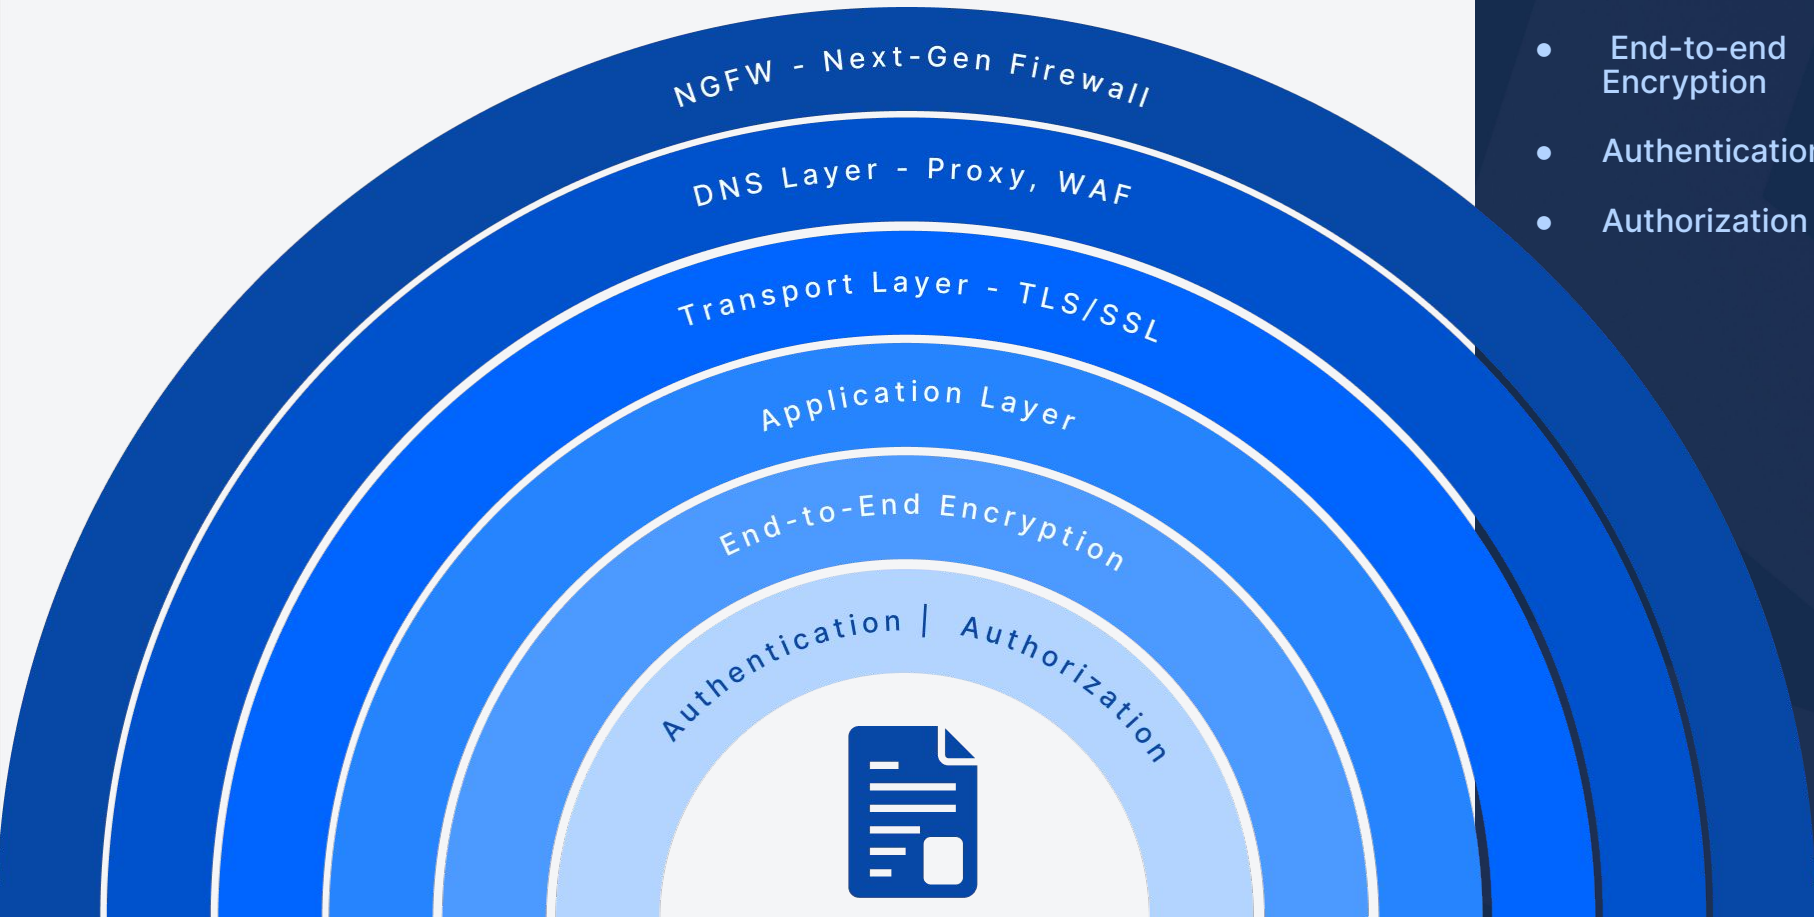 NGFW - Next-Gen Firewall
DNS Layer - Proxy, WAF
Transport Layer - TLS/SSL
Application Layer
End-to-End Encryption
Authentication | Authorization
• End-to-end
Encryption
• Authentication
• Authorization